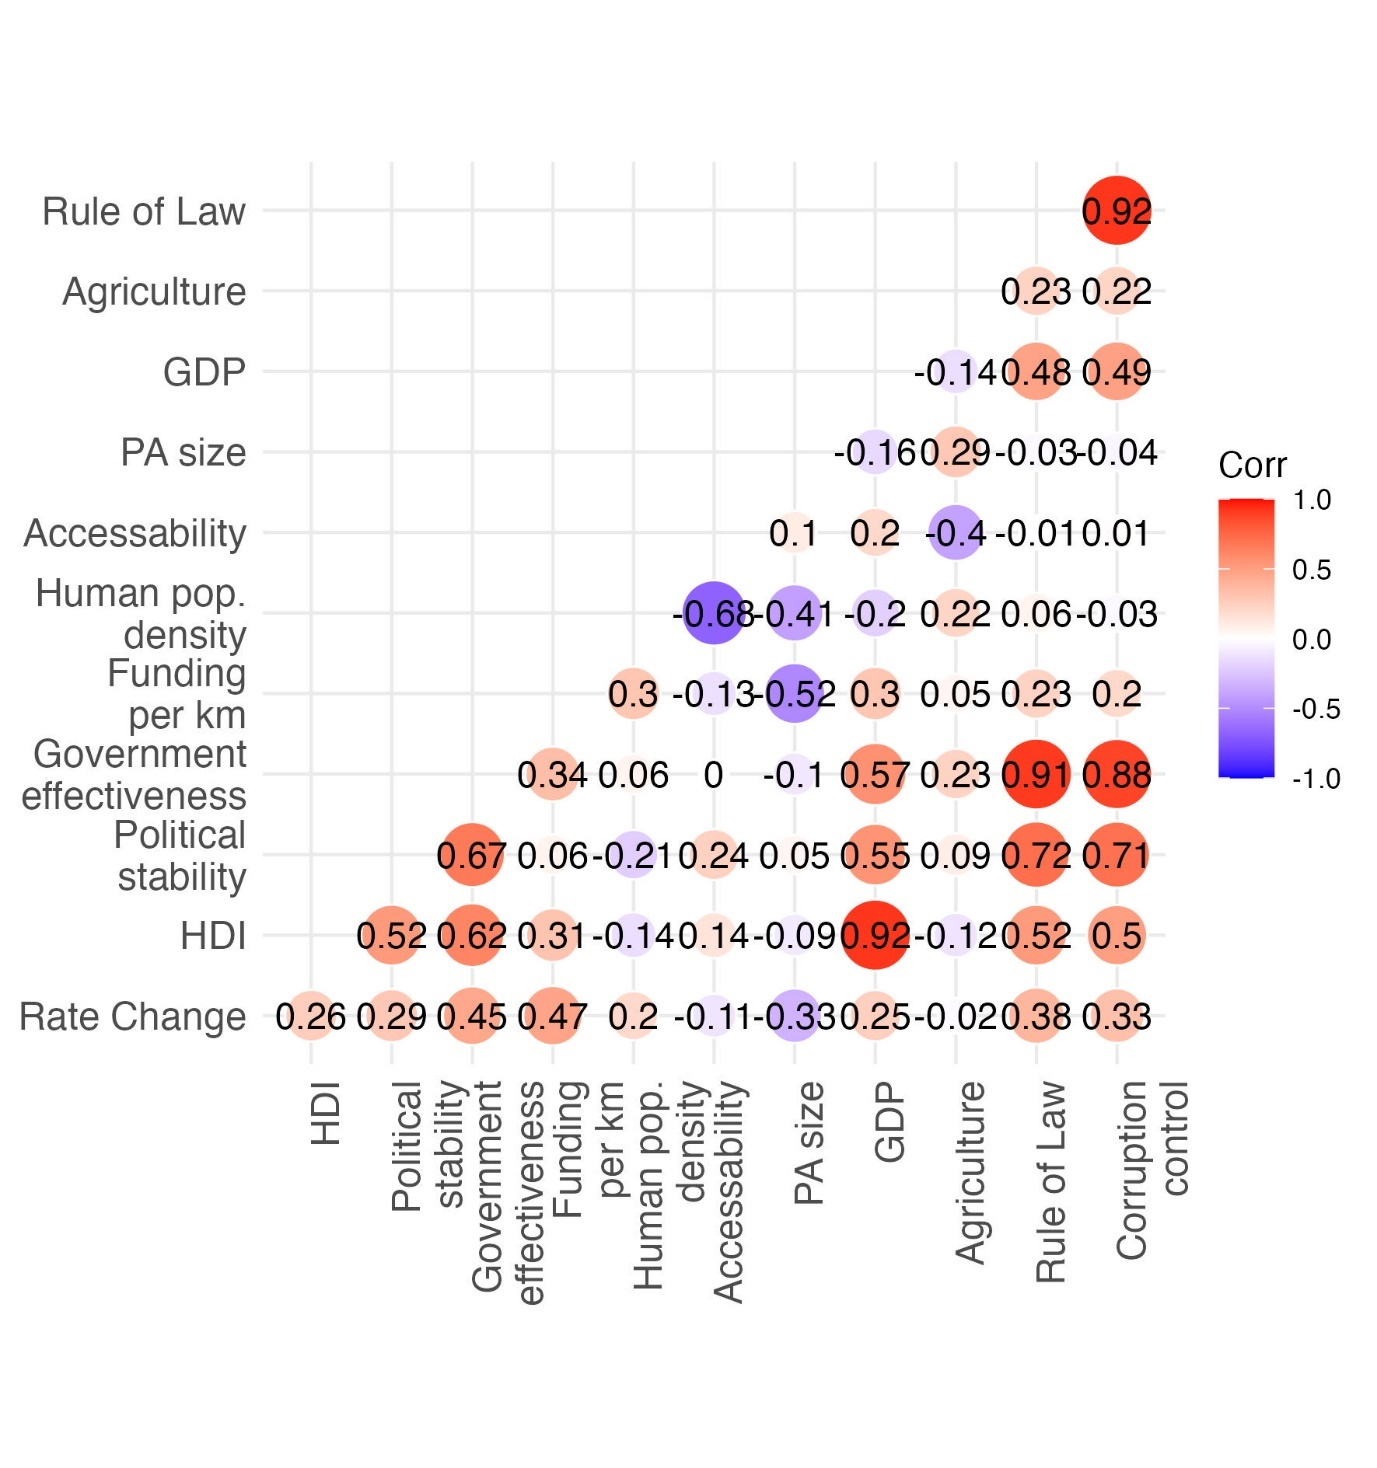 Rule of Law
0.92
Agriculture
0.23 0.22
GDP
-0.14 0.48 0.49
PA size
-0.16 0.29 -0.03 -0.04
Accessability
0.1 0.2 -0.4 -0.01 0.01
Human pop.
density
-0.68 -0.41 -0.2 0.22 0.06 -0.03
Funding
per km
0.3 -0.13 -0.52 0.3 0.05 0.23 0.2
Government
effectiveness
0.34 0.06 0 -0.1 0.57 0.23 0.91 0.88
Political
stability
0.67 0.06 -0.21 0.24 0.05 0.55 0.09 0.72 0.71
HDI
0.52 0.62 0.31 -0.14 0.14 -0.09 0.92 -0.12 0.52 0.5
Rate Change
0.26 0.29 0.45 0.47 0.2 -0.11 -0.33 0.25 -0.02 0.38 0.33
HDI
Political
stability
Government
effectiveness
Funding
per km
Human pop.
density
Accessability
PA size
GDP
Agriculture
Rule of Law
Corruption
control
Corr
1.0
0.5
0.0
-0.5
-1.0